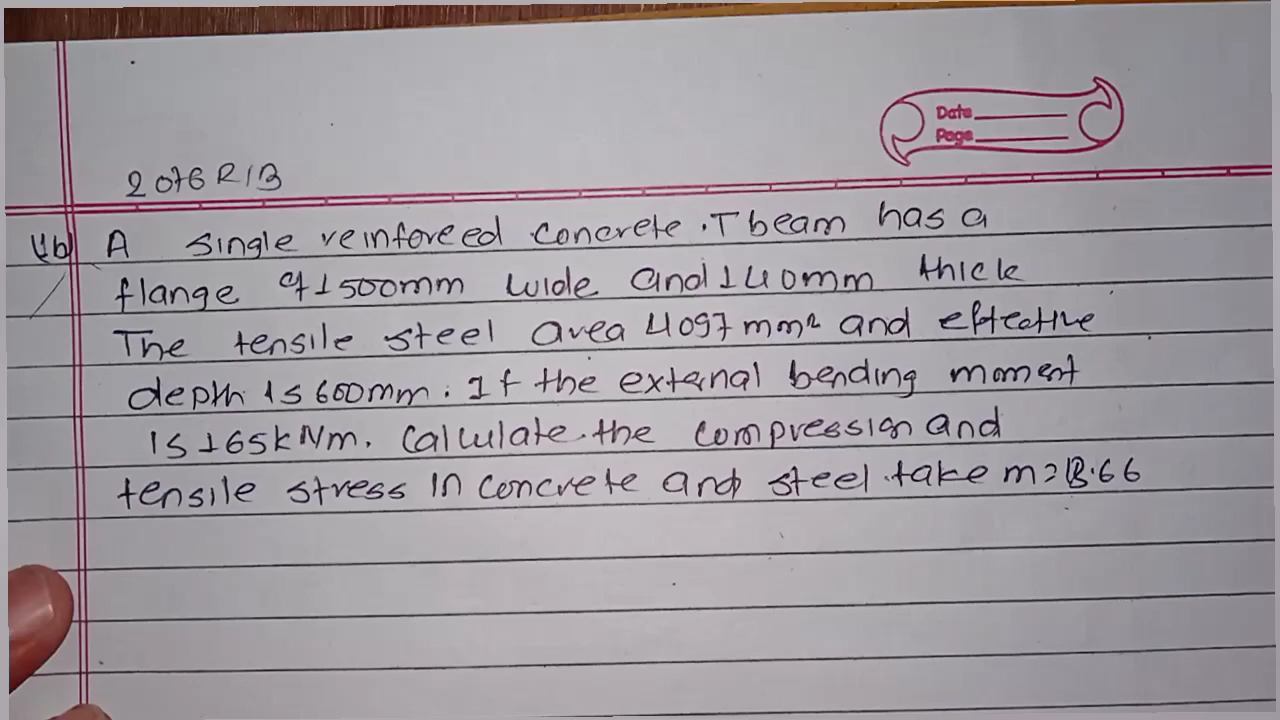 Date
Page
2076 R/B
4b) A single reinforeed concrete .T beam has a
flange of 1500mm wide and 140mm thick
The tensile steel area 4097 mm² and effective
depth is 600mm. If the external bending moment
is 165kNm. Calculate.the compression and
tensile stress in concrete and steel.take m=13.66